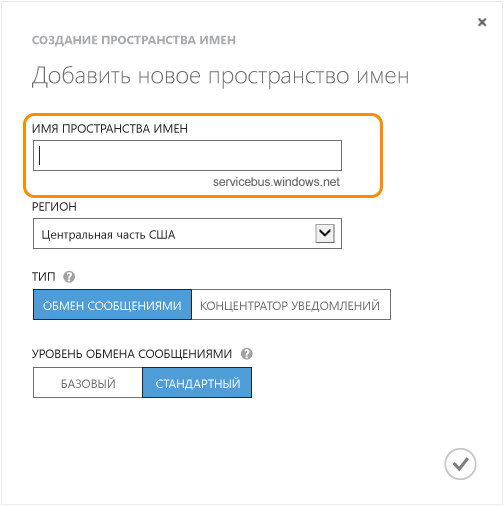 СОЗДАНИЕ ПРОСТРАНСТВА ИМЕН
Добавить новое пространство имен
ИМЯ ПРОСТРАНСТВА ИМЕН
servicebus.windows.net
РЕГИОН
Центральная часть США
ТИП ?
ОБМЕН СООБЩЕНИЯМИ КОНЦЕНТРАТОР УВЕДОМЛЕНИЙ
УРОВЕНЬ ОБМЕНА СООБЩЕНИЯМИ ?
БАЗОВЫЙ СТАНДАРТНЫЙ